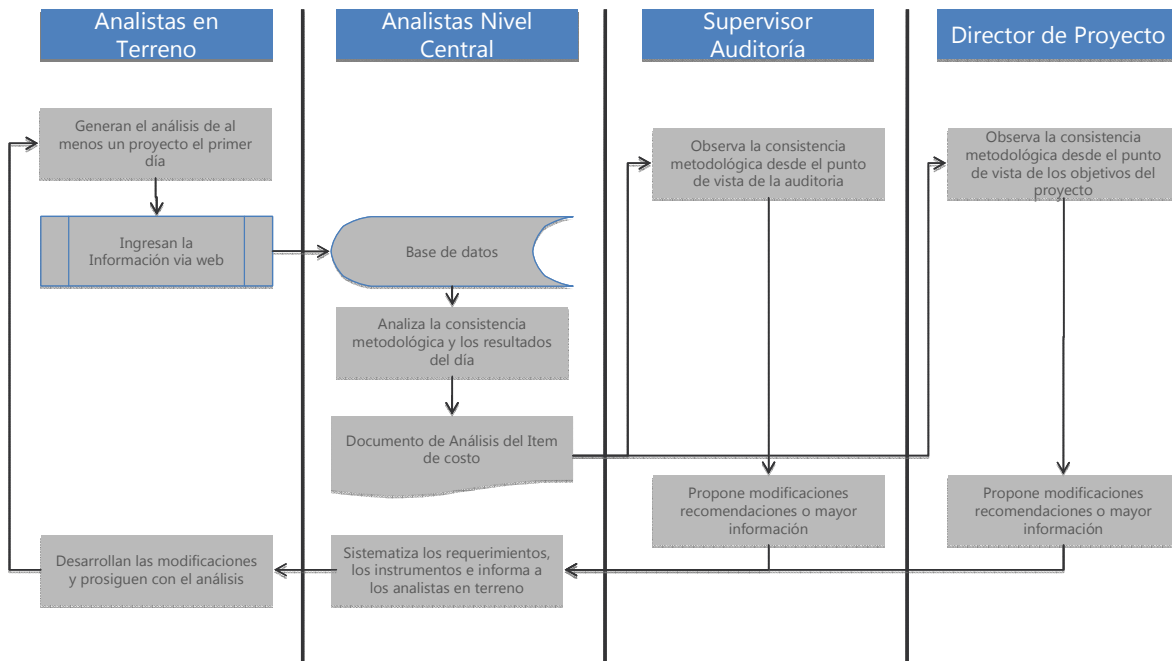 Analistas en
Terreno
Analistas Nivel
Central
Supervisor
Auditoría
Director de Proyecto
Generan el análisis de al
menos un proyecto el primer
día
Ingresan la
Información via web
Base de datos
Analiza la consistencia
metodológica y los resultados
del día
Documento de Análisis del Item
de costo
Observa la consistencia
metodológica desde el punto
de vista de la auditoria
Observa la consistencia
metodológica desde el punto
de vista de los objetivos del
proyecto
Propone modificaciones
recomendaciones o mayor
información
Propone modificaciones
recomendaciones o mayor
información
Sistematiza los requerimientos,
los instrumentos e informa a
los analistas en terreno
Desarrollan las modificaciones
y prosiguen con el análisis